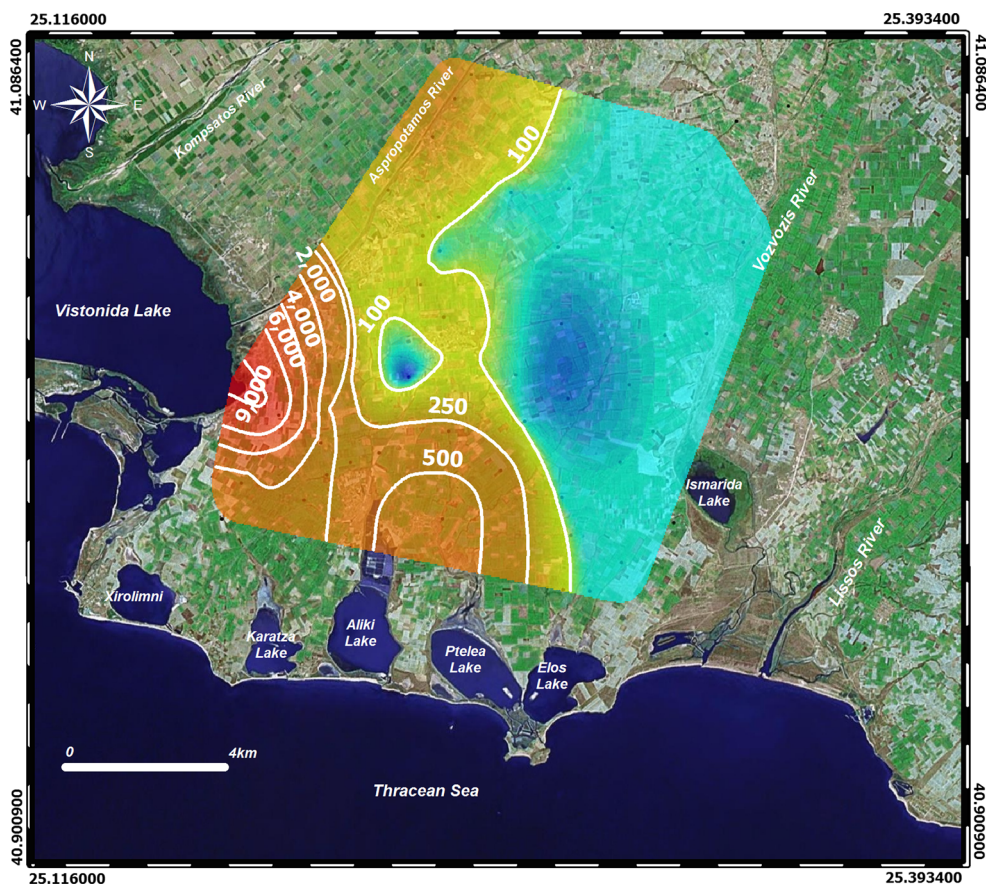 25.116000
25.393400
41.086400
41.086400
N
W
E
S
Kompsatos River
Aspropotamos River
100
Vozvozis River
2,000
4,000
6,000
9,000
100
Vistonida Lake
250
500
Ismarida
Lake
Lissos River
Xirolimni
Karatza
Lake
Aliki
Lake
Ptelea
Lake
Elos
Lake
0
4km
Thracean Sea
40.900900
40.900900
25.116000
25.393400